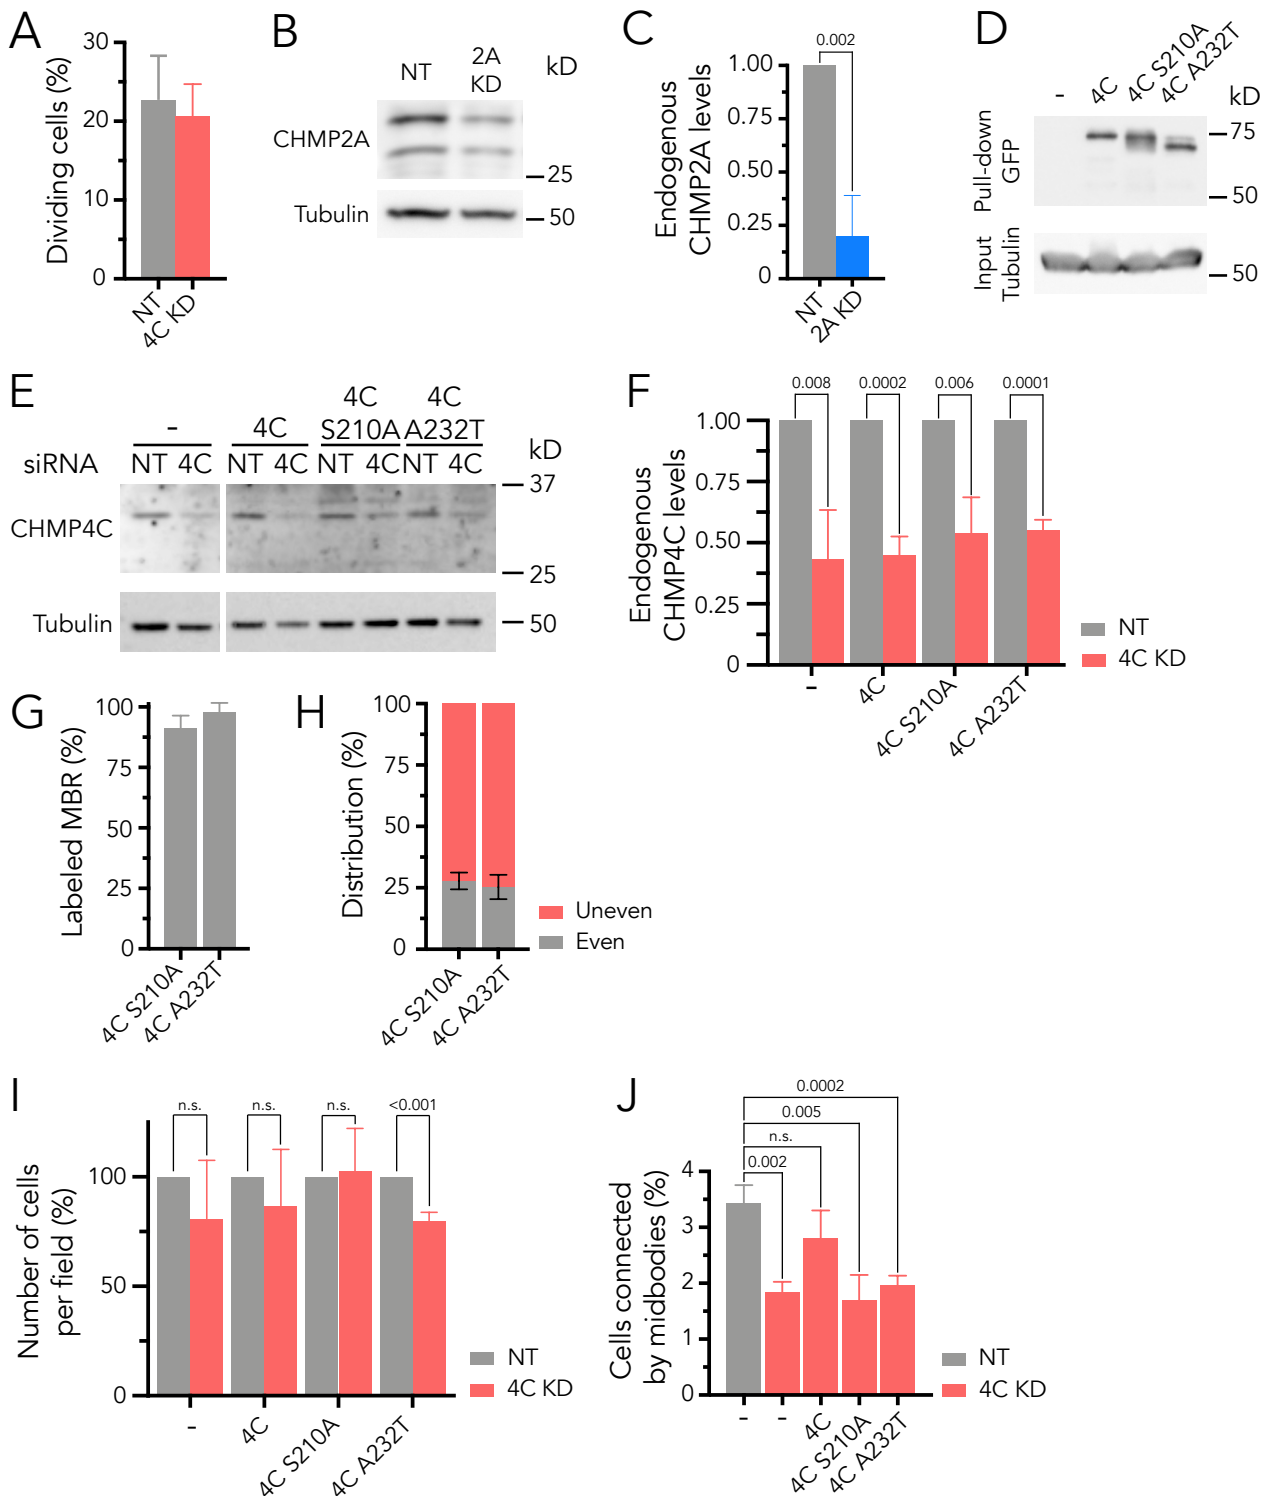 A
Dividing cells (%)
30
20
10
0
NT
4C KD
B
NT
2A
KD
kD
CHMP2A
25
Tubulin
50
C
Endogenous
CHMP2A levels
0.002
1.00
0.75
0.50
0.25
0
NT
2A KD
D
-
4C
4C S210A
4C A232T
kD
Pull-down
GFP
75
50
Input
Tubulin
50
E
-
4C
4C
S210A
4C
A232T
kD
siRNA
NT 4C NT 4C NT 4C NT 4C
37
CHMP4C
25
Tubulin
50
F
Endogenous
CHMP4C levels
0.008
0.0002
0.006
0.0001
1.00
0.75
0.50
0.25
0
-
4C
4C S210A
4C A232T
NT
4C KD
G
Labeled MBR (%)
100
75
50
25
0
4C S210A
4C A232T
H
Distribution (%)
100
75
50
25
0
4C S210A
4C A232T
Uneven
Even
I
Number of cells
per field (%)
n.s.
n.s.
n.s.
<0.001
100
50
0
-
4C
4C S210A
4C A232T
NT
4C KD
J
Cells connected
by midbodies (%)
0.0002
0.005
n.s.
0.002
4
3
2
1
0
-
-
4C
4C S210A
4C A232T
NT
4C KD